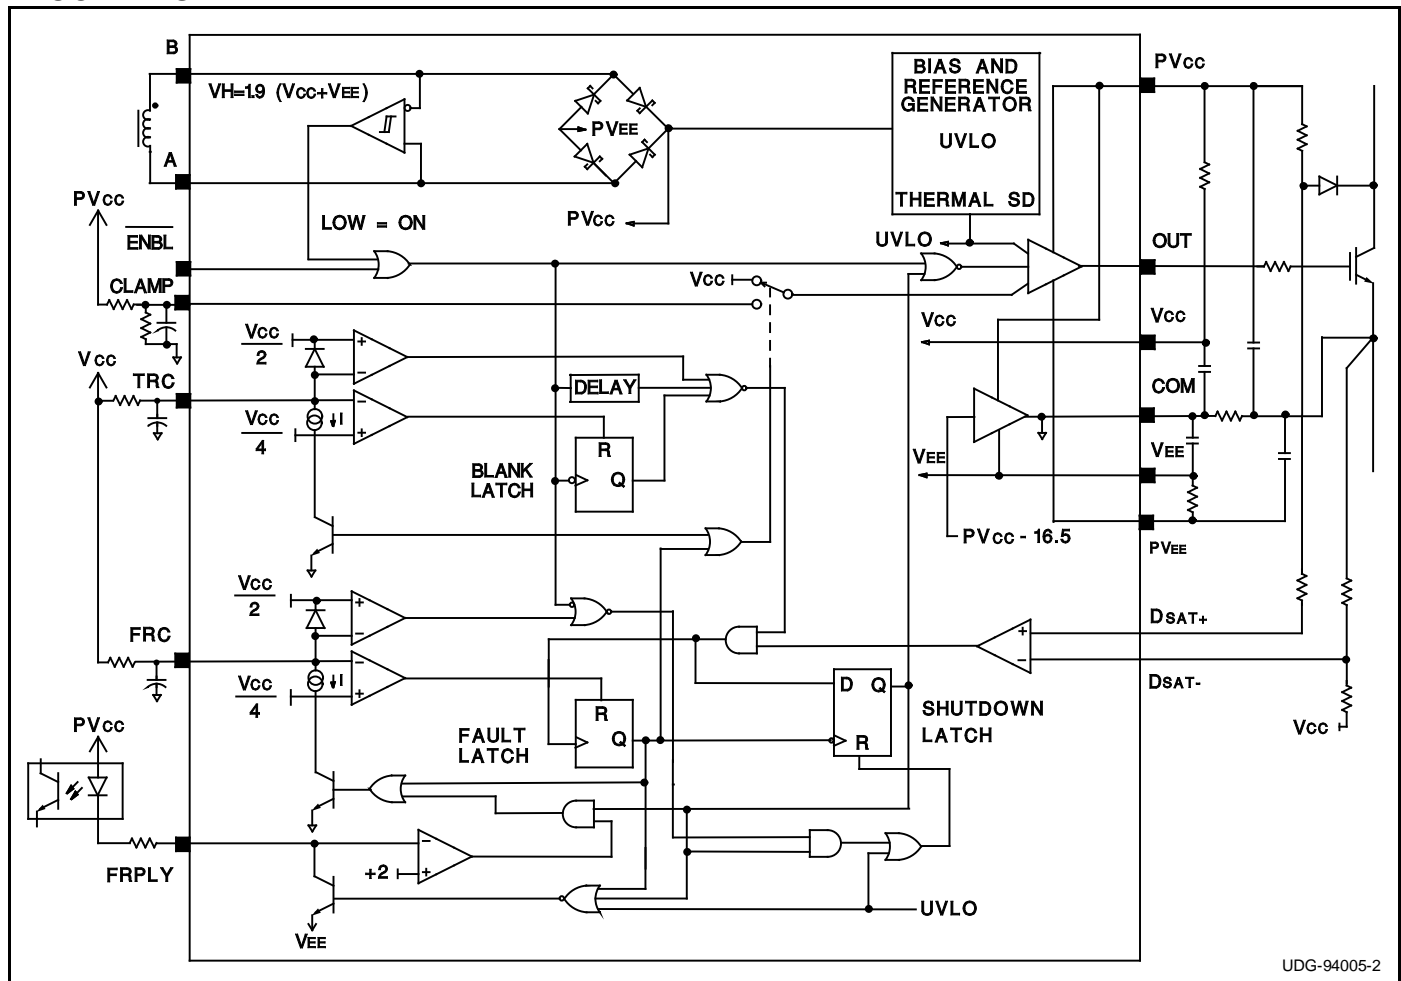 B
PVCC
VH=1.9 (VCC+VEE)
BIAS AND
REFERENCE
GENERATOR
UVLO
THERMAL SD
PVEE
A
PVCC
PVCC
LOW = ON
ENBL
UVLO
OUT
CLAMP
VCC
VCC
VCC
2
VCC
TRC
DELAY
COM
VCC
4
R
Q
BLANK
LATCH
VEE
VEE
PVCC - 16.5
PVEE
VCC
2
DSAT+
FRC
DSAT-
VCC
4
D
Q
R
SHUTDOWN
LATCH
R
Q
FAULT
LATCH
VCC
PVCC
FRPLY
+2
UVLO
VEE
I
I
+
−
−
+
+
−
−
+
+
−
−
+
UDG-94005-2